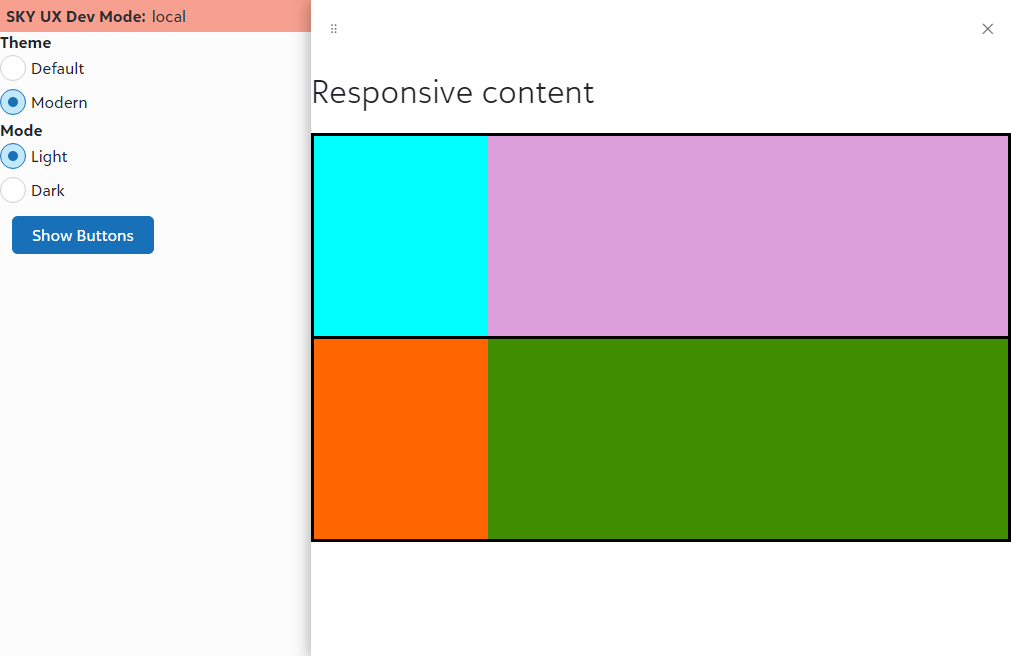 SKY UX Dev Mode: local
Theme
Default
Modern
Mode
Light
Dark
Show Buttons
Responsive content